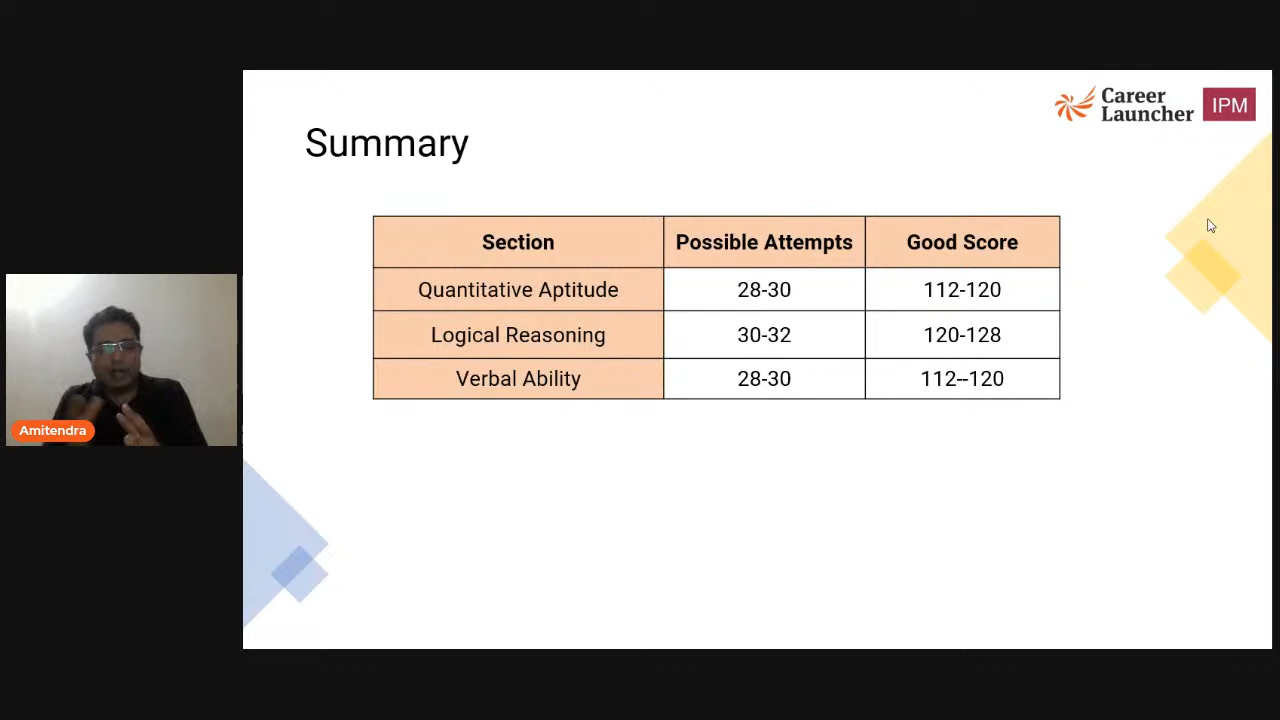 Career
Launcher
IPM
Summary
Section Possible Attempts Good Score
Quantitative Aptitude 28-30 112-120
Logical Reasoning 30-32 120-128
Verbal Ability 28-30 112--120
Amitendra